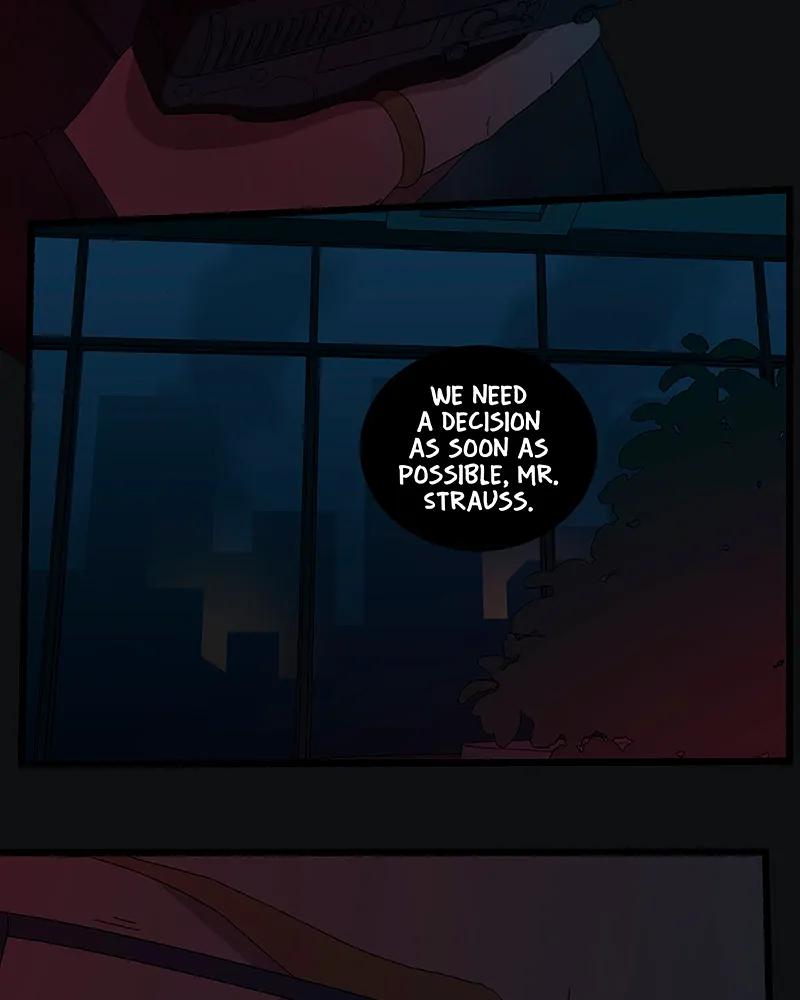 WE NEED
A DECISION
AS SOON AS
POSSIBLE, MR.
STRAUSS.